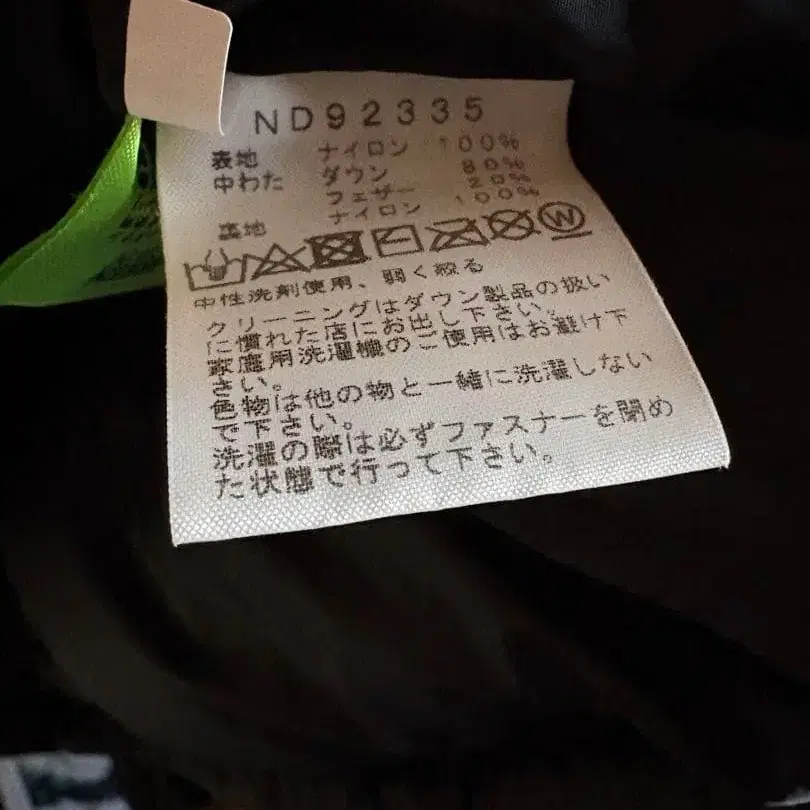 ND92335
表地 ナイロン 100%
中わた ダウン 80%
フェザー 20%
裏地 ナイロン 100%
W
中性洗剤使用、弱く絞る
クリーニングはダウン製品の扱い
に慣れた店にお出し下さい。
家庭用洗濯機のご使用はお避け下
さい。
色物は他の物と一緒に洗濯しない
で下さい。
洗濯の際は必ずファスナーを閉め
た状態で行って下さい。